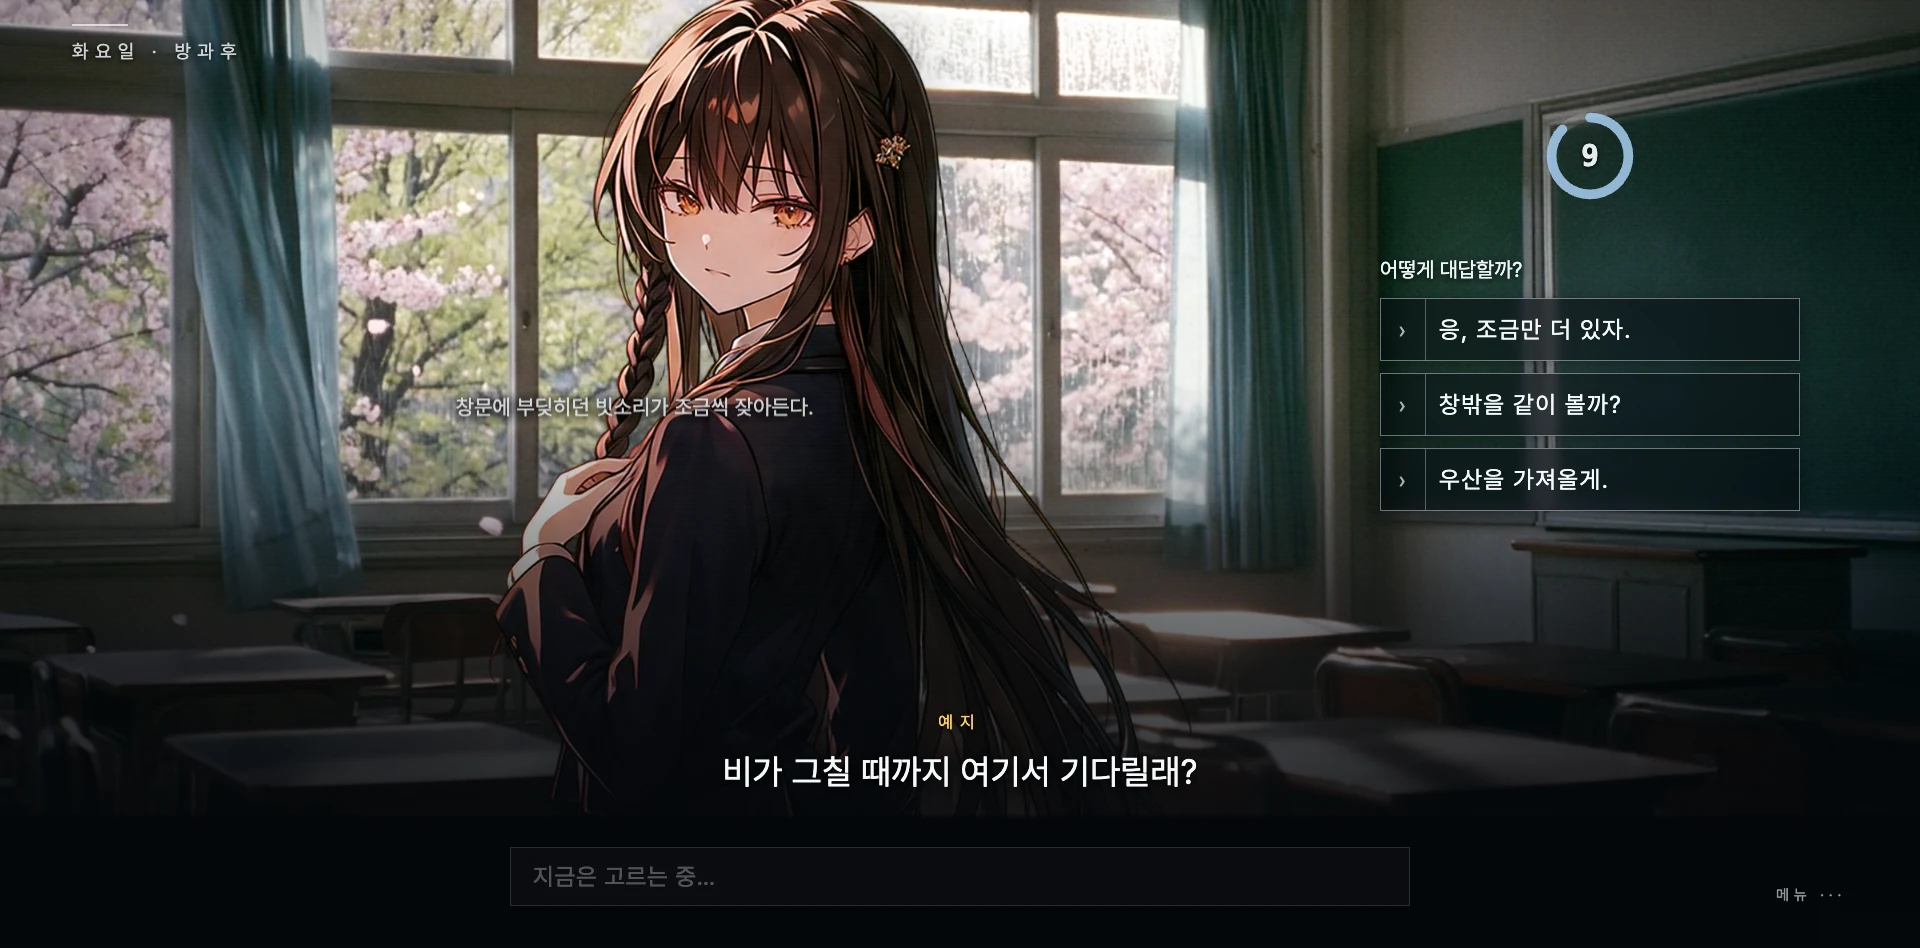 화요일 · 방과후
9
어떻게 대답할까?
응, 조금만 더 있자.
창밖을 같이 볼까?
우산을 가져올게.
창문에 부딪히던 빗소리가 조금씩 잦아든다.
예지
비가 그칠 때까지 여기서 기다릴래?
지금은 고르는 중...
메뉴 ···